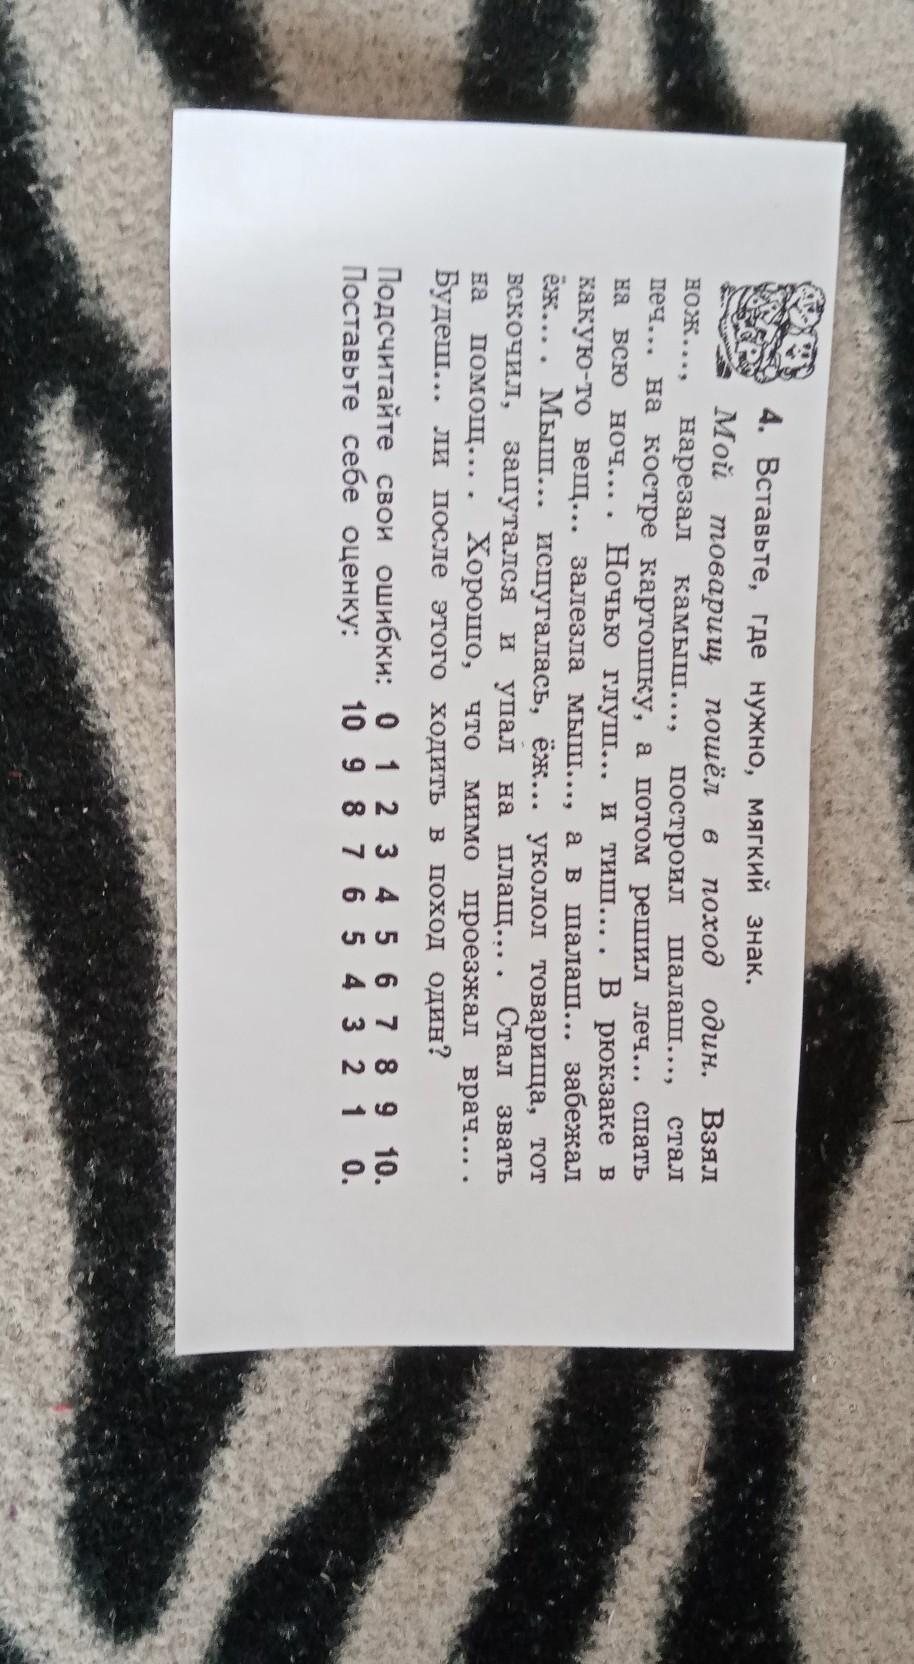 4. Вставьте, где нужно, мягкий знак.
Мой товарищ пошёл в поход один. Взял
нож..., нарезал камыш..., построил шалаш..., стал
печ... на костре картошку, а потом решил леч... спать
на всю ноч... . Ночью глуш... и тиш... . В рюкзаке в
какую-то вещ... залезла мыш..., а в шалаш... забежал
ёж... . Мыш... испугалась, ёж... уколол товарища, тот
вскочил, запутался и упал на плащ... . Стал звать
на помощ... . Хорошо, что мимо проезжал врач... .
Будеш... ли после этого ходить в поход один?
Подсчитайте свои ошибки: 0 1 2 3 4 5 6 7 8 9 10.
Поставьте себе оценку: 10 9 8 7 6 5 4 3 2 1 0.